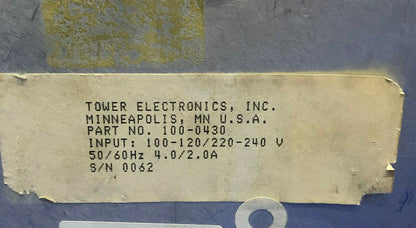 TOWER ELECTRONICS, INC.
MINNEAPOLIS, MN U.S.A.
PART NO. 100-0430
INPUT: 100-120/220-240 V
50/60Hz 4.0/2.0A
S/N 0062